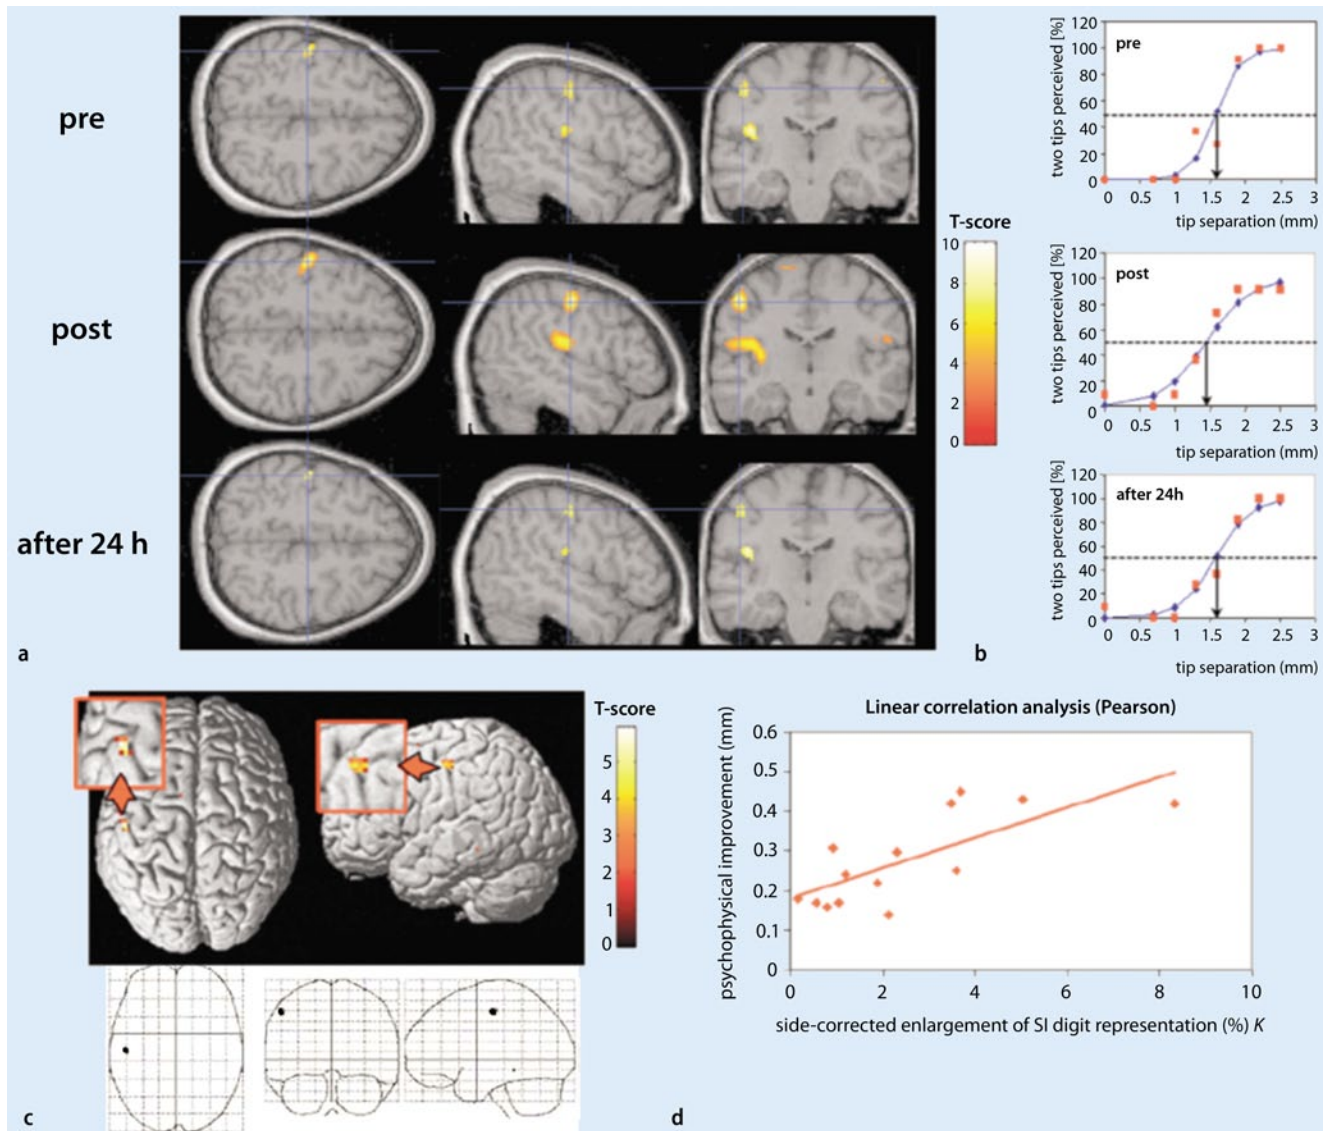 pre
post
after 24 h
a
T-score
10
8
6
4
2
0
two tips perceived [%]
120
100
80
60
40
20
0
pre
0 0.5 1 1.5 2 2.5 3
tip separation (mm)
two tips perceived [%]
120
100
80
60
40
20
0
post
0 0.5 1 1.5 2 2.5 3
tip separation (mm)
two tips perceived [%]
120
100
80
60
40
20
0
after 24h
0 0.5 1 1.5 2 2.5 3
tip separation (mm)
b
T-score
5
4
3
2
1
0
c
Linear correlation analysis (Pearson)
psychophysical improvement (mm)
0.6
0.5
0.4
0.3
0.2
0.1
0
0 2 4 6 8 10
side-corrected enlargement of SI digit representation (%) K
d